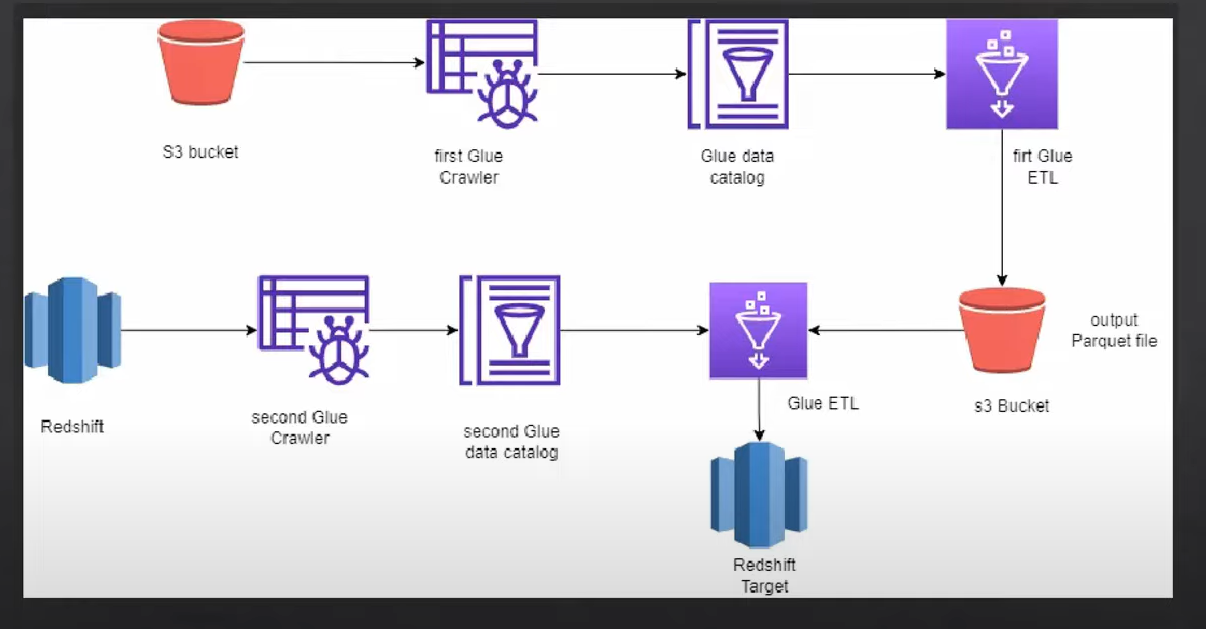 S3 bucket
first Glue
Crawler
Glue data
catalog
firt Glue
ETL
output
Parquet file
s3 Bucket
Glue ETL
Redshift
second Glue
Crawler
second Glue
data catalog
Redshift
Target